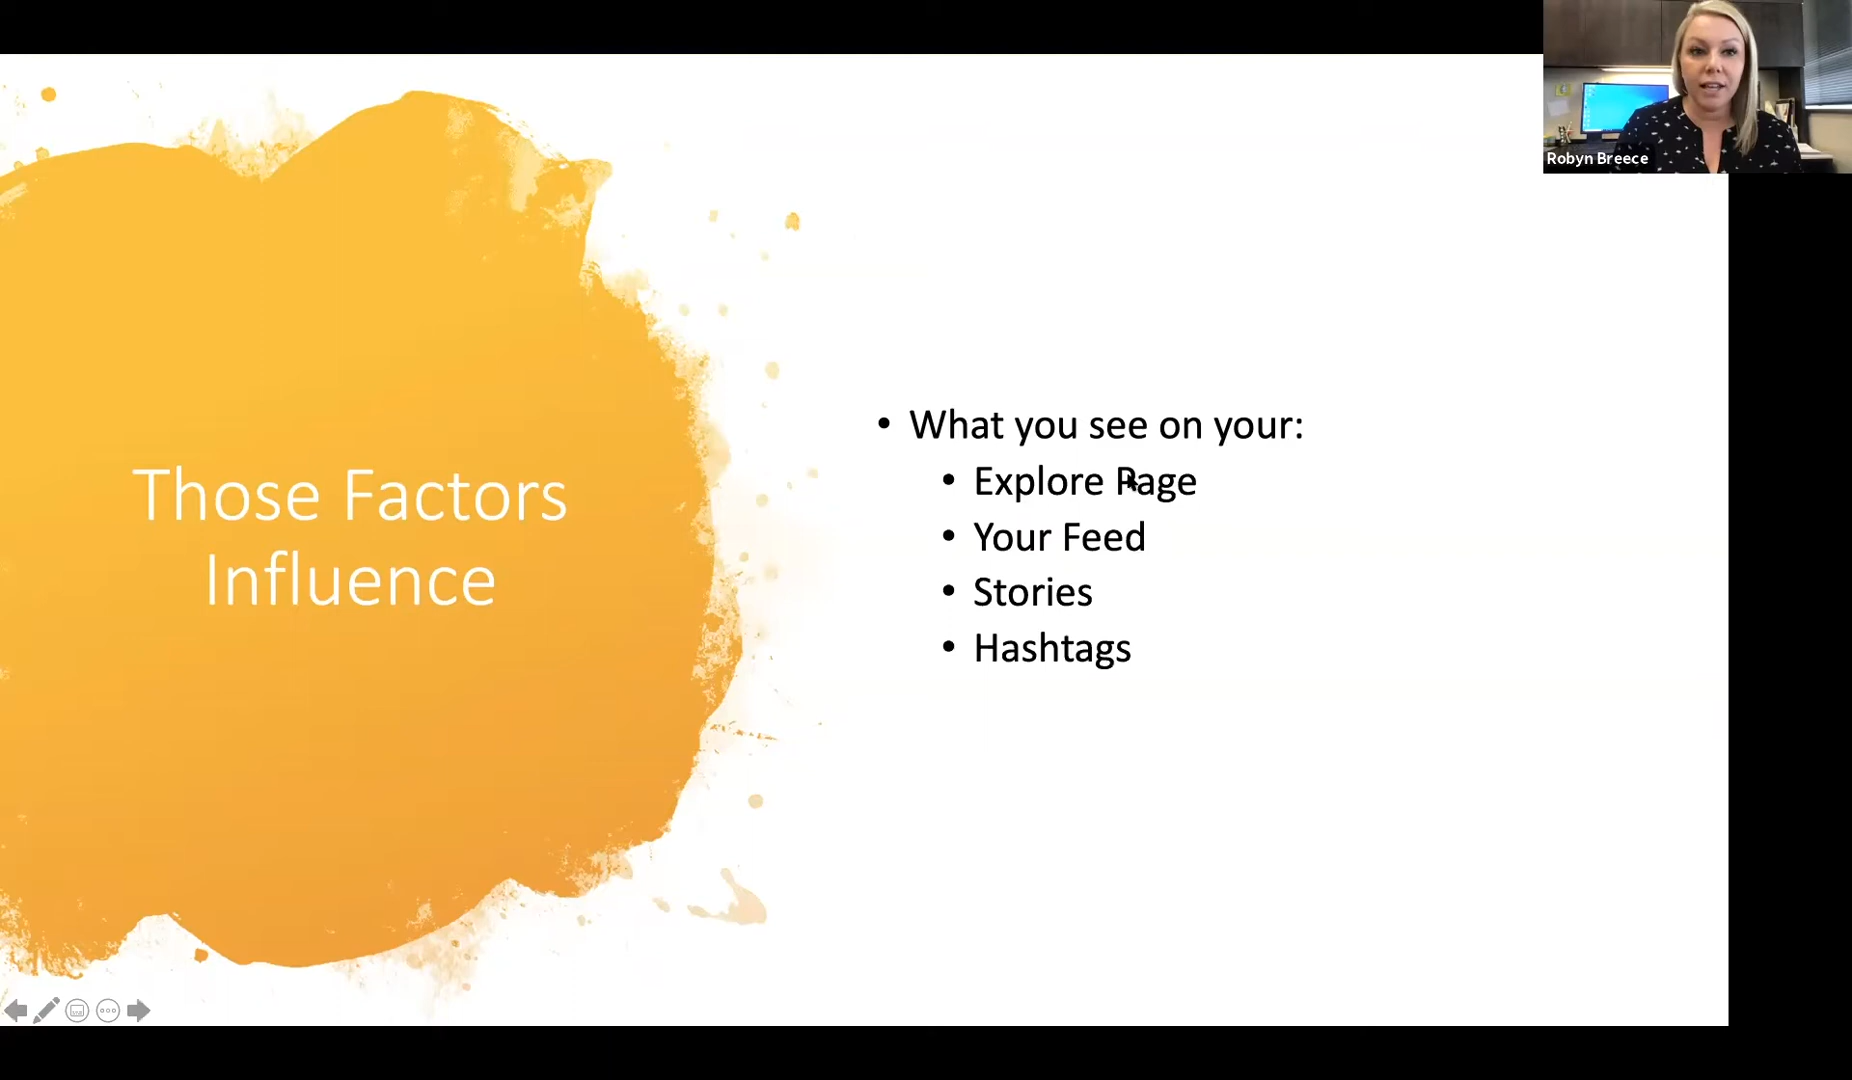 Robyn Breece
Those Factors
Influence
• What you see on your:
• Explore Page
• Your Feed
• Stories
• Hashtags